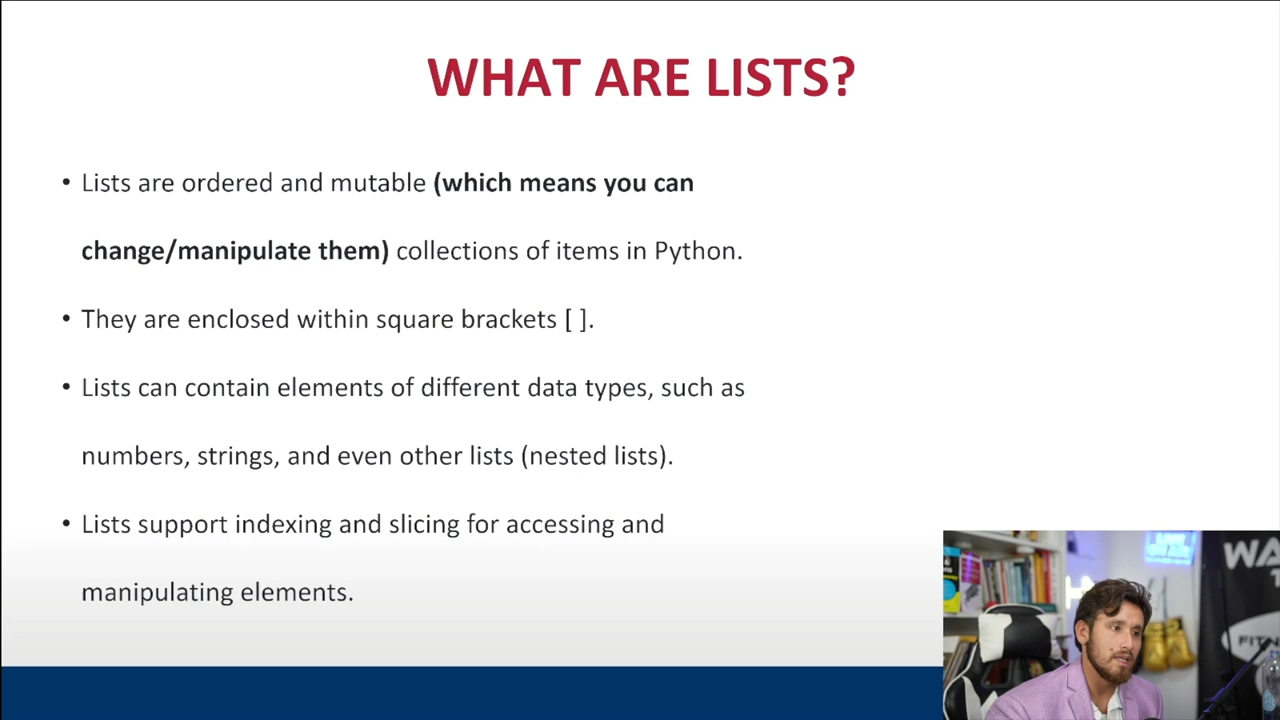 WHAT ARE LISTS?
• Lists are ordered and mutable (which means you can
change/manipulate them) collections of items in Python.
• They are enclosed within square brackets [ ].
• Lists can contain elements of different data types, such as
numbers, strings, and even other lists (nested lists).
• Lists support indexing and slicing for accessing and
manipulating elements.
WA
FITN